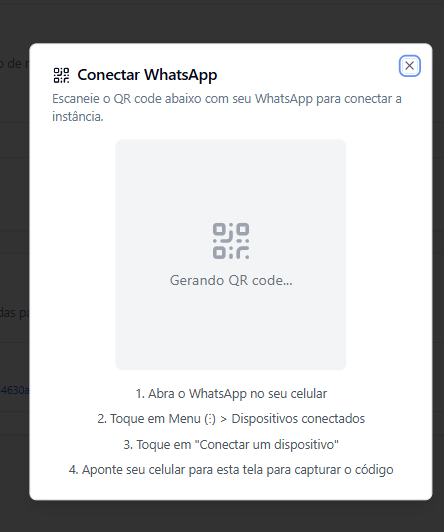 o de
Conectar WhatsApp
Escaneie o QR code abaixo com seu WhatsApp para conectar a
instância.
Gerando QR code...
das
4630
1. Abra o WhatsApp no seu celular
2. Toque em Menu (⋮) > Dispositivos conectados
3. Toque em "Conectar um dispositivo"
4. Aponte seu celular para esta tela para capturar o código